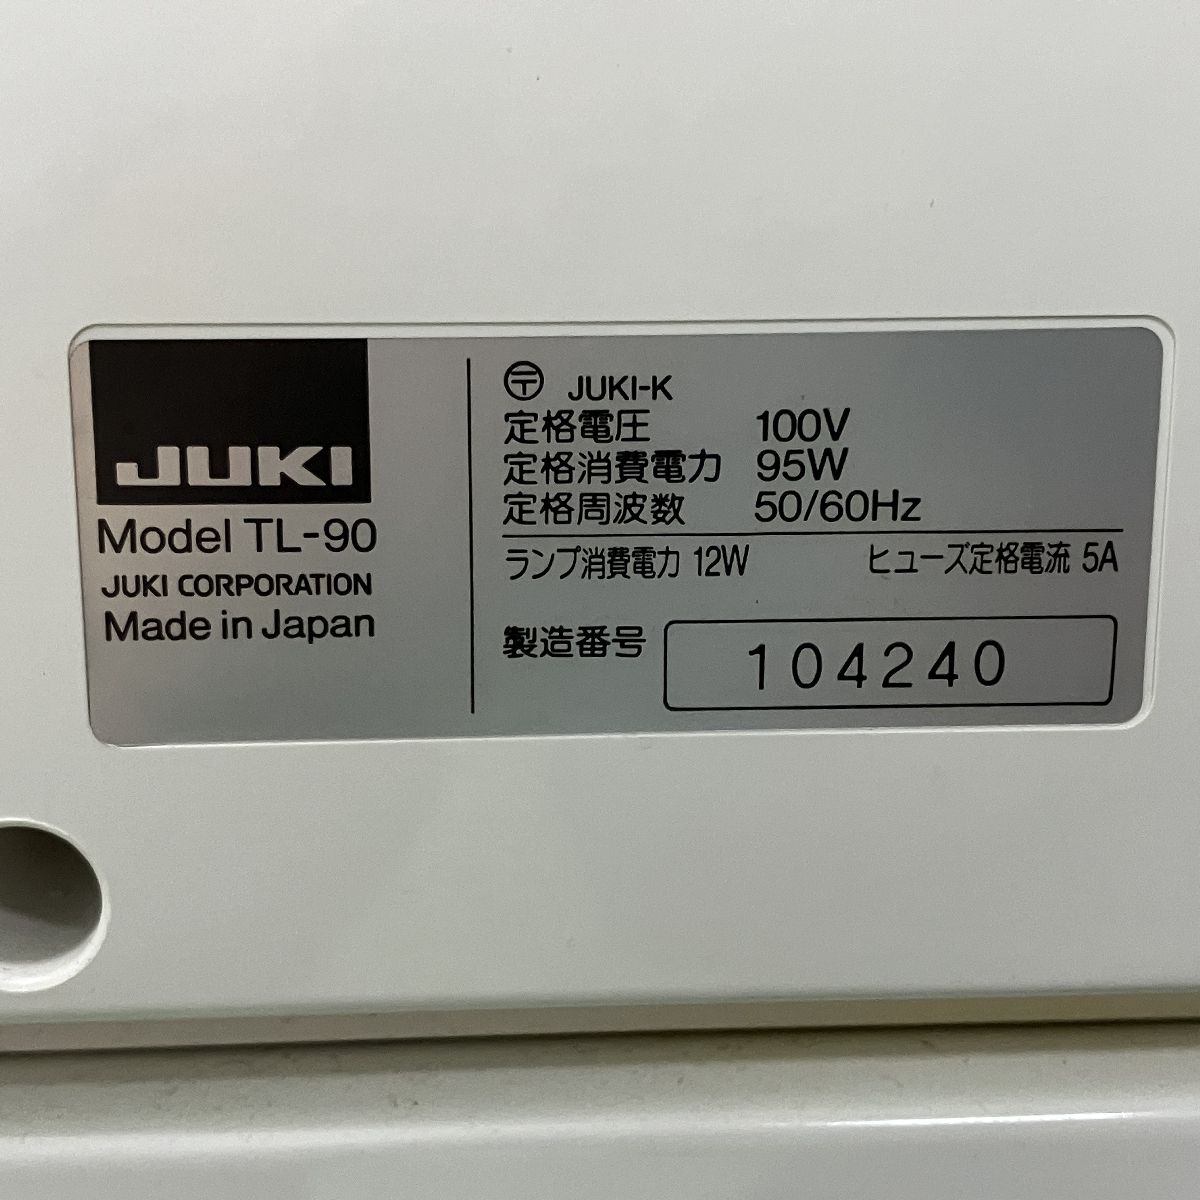 JUKI
Model TL-90
JUKI CORPORATION
Made in Japan
〒 JUKI-K
定格電圧 100V
定格消費電力 95W
定格周波数 50/60Hz
ランプ消費電力 12W ヒューズ定格電流 5A
製造番号 104240